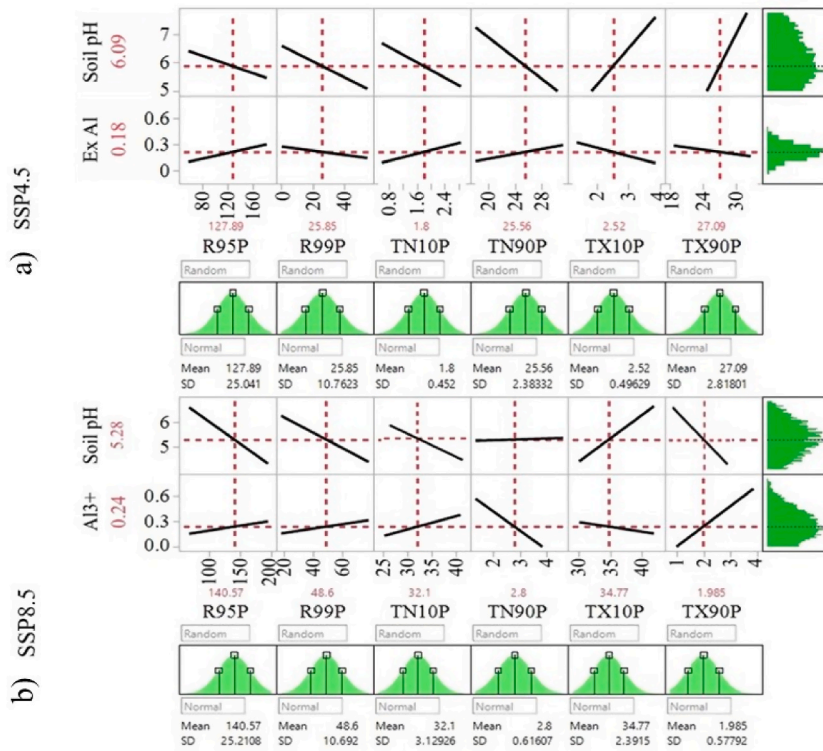 a) SSP4.5
Soil pH
6.09
7
6
5
Ex Al
0.18
0.3
0.3
0
80 120 160 0 20 40 0.8 1.6 2.4 20 24 28 2 3 4 18 24 30
127.89 25.85 1.8 25.56 2.52 27.09
R95P R99P TN10P TN90P TX10P TX90P
Random Random Random Random Random Random
Normal Normal Normal Normal Normal Normal
Mean 127.89 Mean 25.85 Mean 1.8 Mean 25.56 Mean 2.52 Mean 27.09
SD 25.041 SD 10.7623 SD 0.452 SD 2.38332 SD 0.49629 SD 2.81801
b) SSP8.5
Soil pH
5.28
6
5
Al3+
0.24
0.6
0.3
0.0
100 150 200 20 40 60 25 30 35 40 2 3 4 30 35 40 1 2 3 4
140.57 48.6 32.1 2.8 34.77 1.985
R95P R99P TN10P TN90P TX10P TX90P
Random Random Random Random Random Random
Normal Normal Normal Normal Normal Normal
Mean 140.57 Mean 48.6 Mean 32.1 Mean 2.8 Mean 34.77 Mean 1.985
SD 25.2108 SD 10.692 SD 3.12926 SD 0.61607 SD 2.3915 SD 0.57792